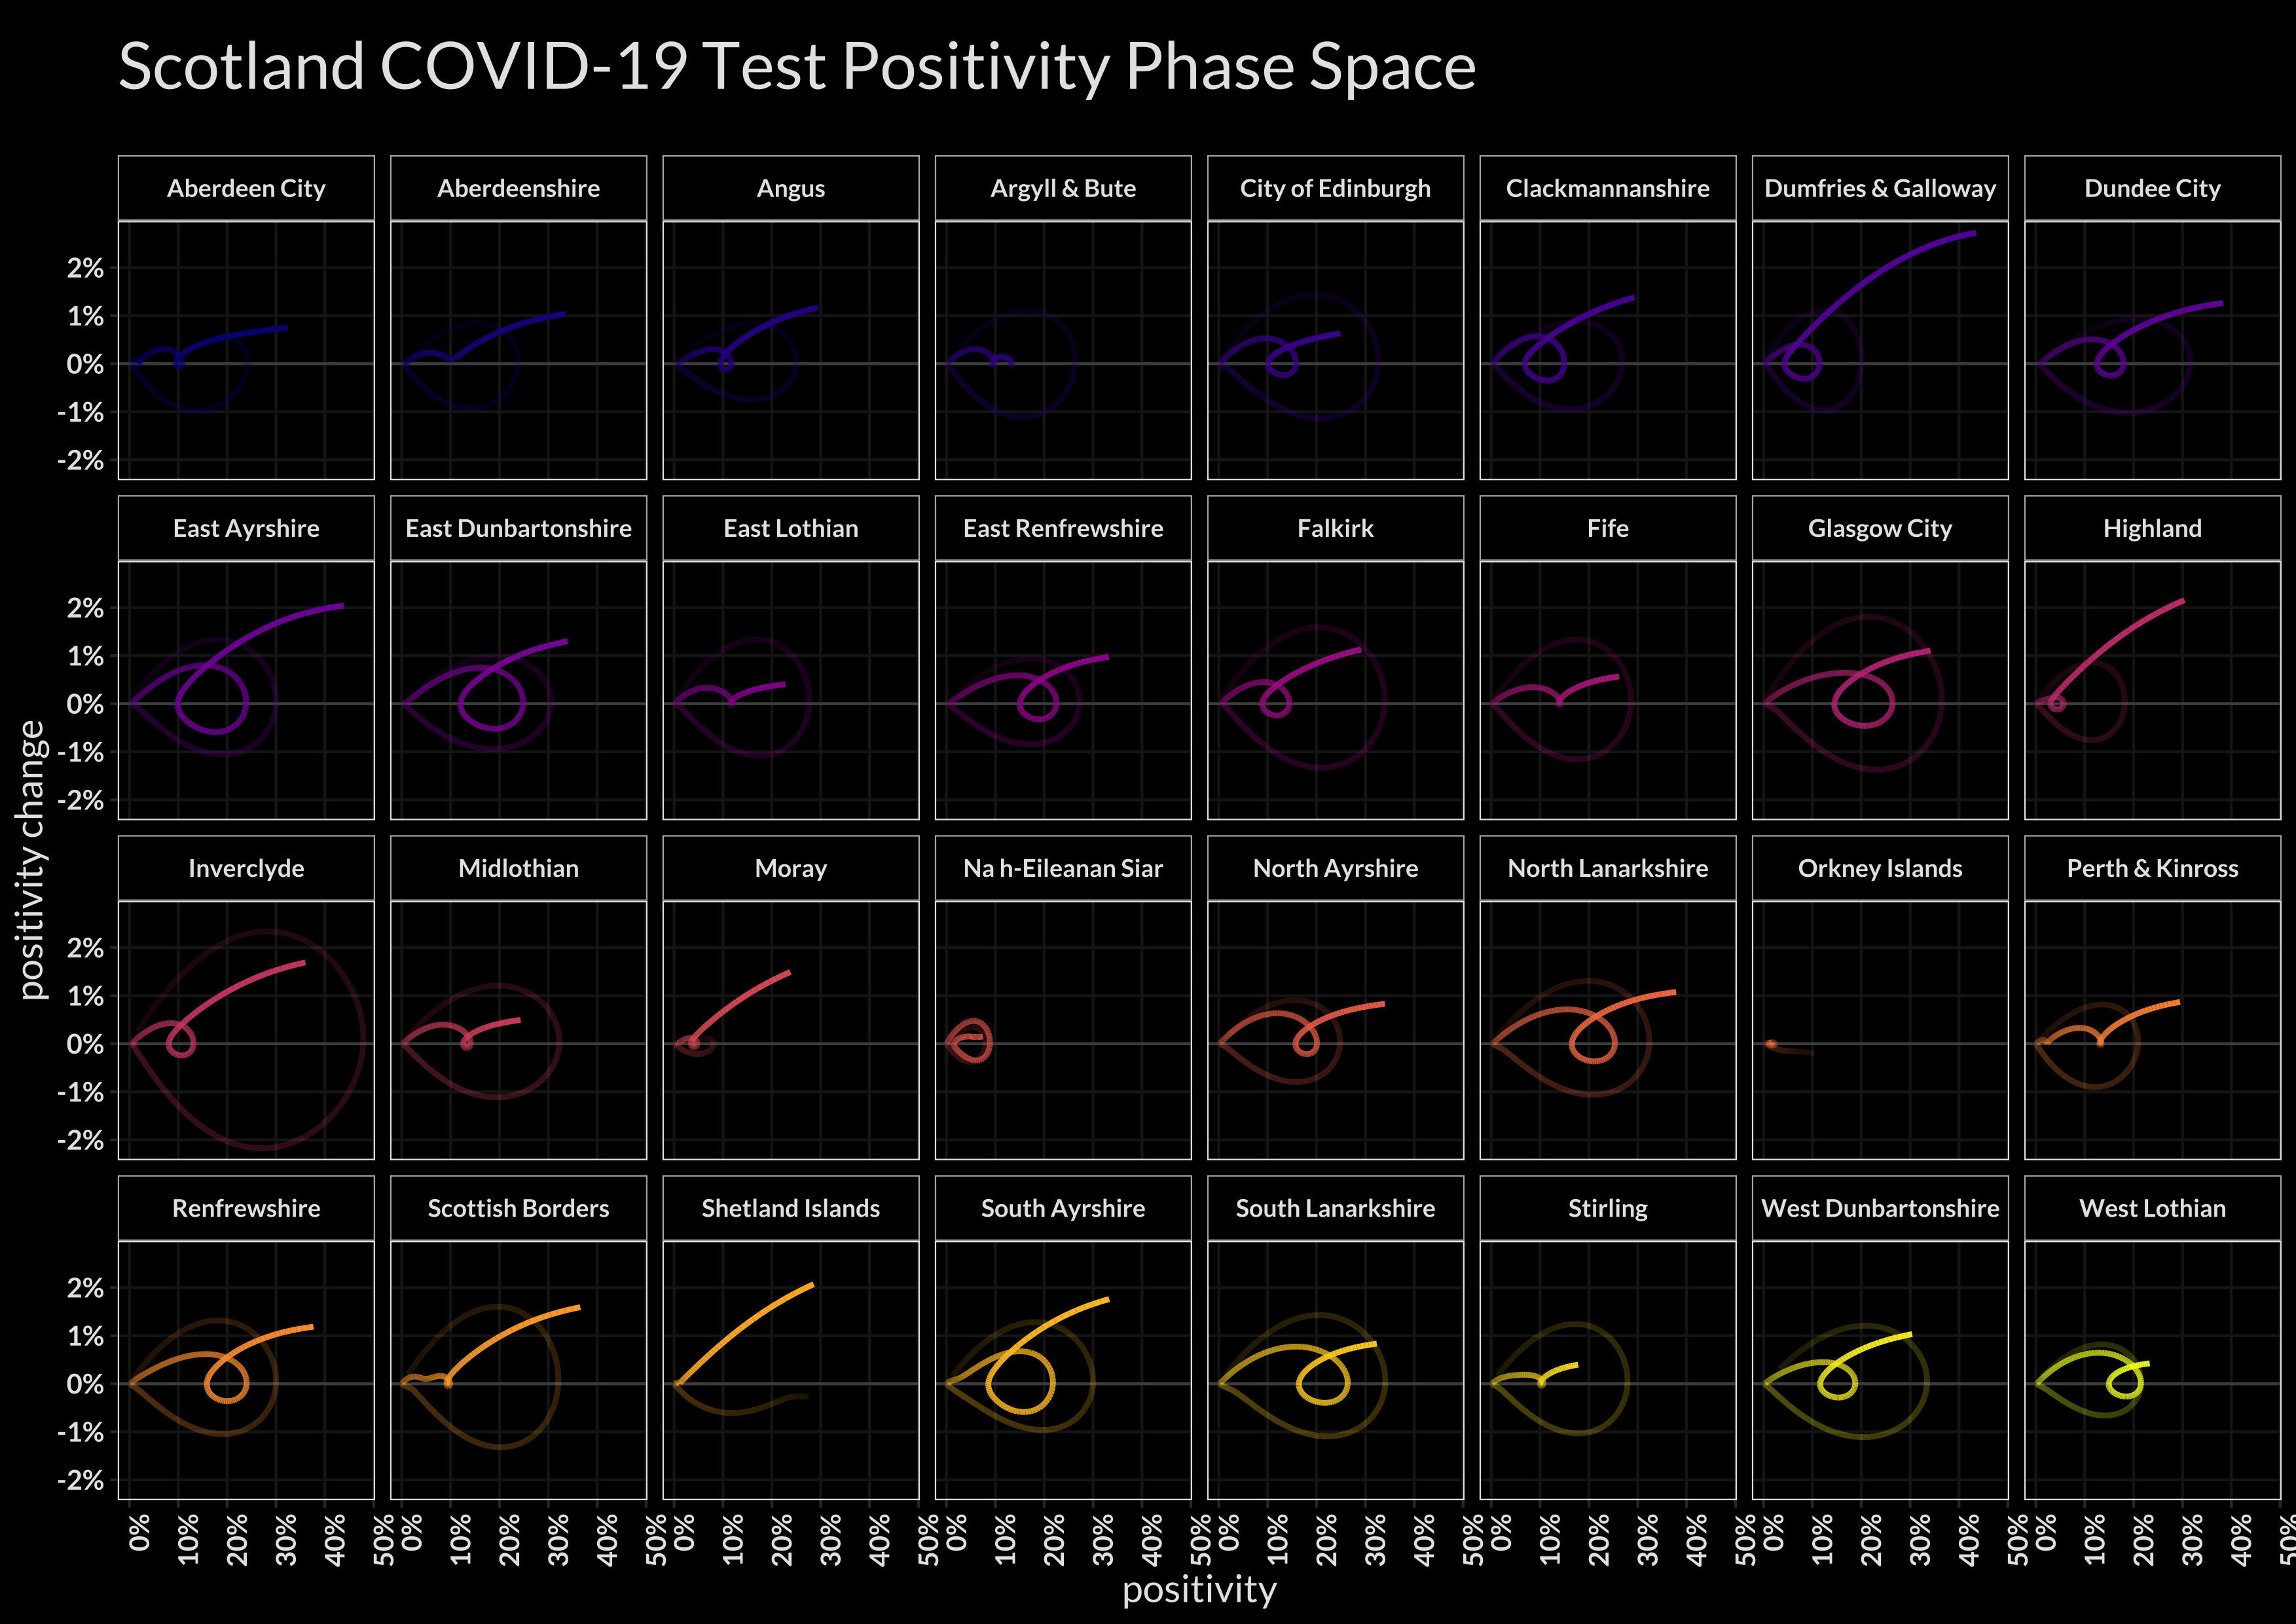 Scotland COVID-19 Test Positivity Phase Space
Aberdeen City Aberdeenshire Angus Argyll & Bute City of Edinburgh Clackmannanshire Dumfries & Galloway Dundee City
2%
1%
0%
-1%
-2%
East Ayrshire East Dunbartonshire East Lothian East Renfrewshire Falkirk Fife Glasgow City Highland
2%
1%
0%
-1%
-2%
positivity change
Inverclyde Midlothian Moray Na h-Eileanan Siar North Ayrshire North Lanarkshire Orkney Islands Perth & Kinross
2%
1%
0%
-1%
-2%
Renfrewshire Scottish Borders Shetland Islands South Ayrshire South Lanarkshire Stirling West Dunbartonshire West Lothian
2%
1%
0%
-1%
-2%
0% 10% 20% 30% 40% 50% 0% 10% 20% 30% 40% 50% 0% 10% 20% 30% 40% 50% 0% 10% 20% 30% 40% 50% 0% 10% 20% 30% 40% 50% 0% 10% 20% 30% 40% 50% 0% 10% 20% 30% 40% 50% 0% 10% 20% 30% 40% 50%
positivity